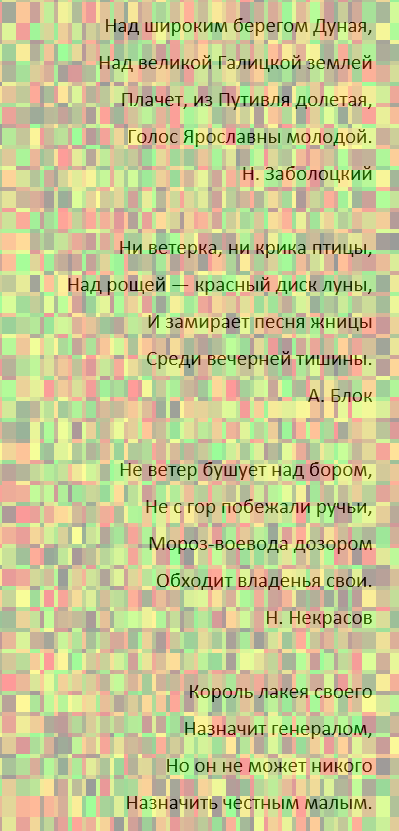 Над широким берегом Дуная,
Над великой Галицкой землей
Плачет, из Путивля долетая,
Голос Ярославны молодой.
Н. Заболоцкий
Ни ветерка, ни крика птицы,
Над рощей — красный диск луны,
И замирает песня жницы
Среди вечерней тишины.
А. Блок
Не ветер бушует над бором,
Не с гор побежали ручьи,
Мороз-воевода дозором
Обходит владенья свои.
Н. Некрасов
Король лакея своего
Назначит генералом,
Но он не может никого
Назначить честным малым.